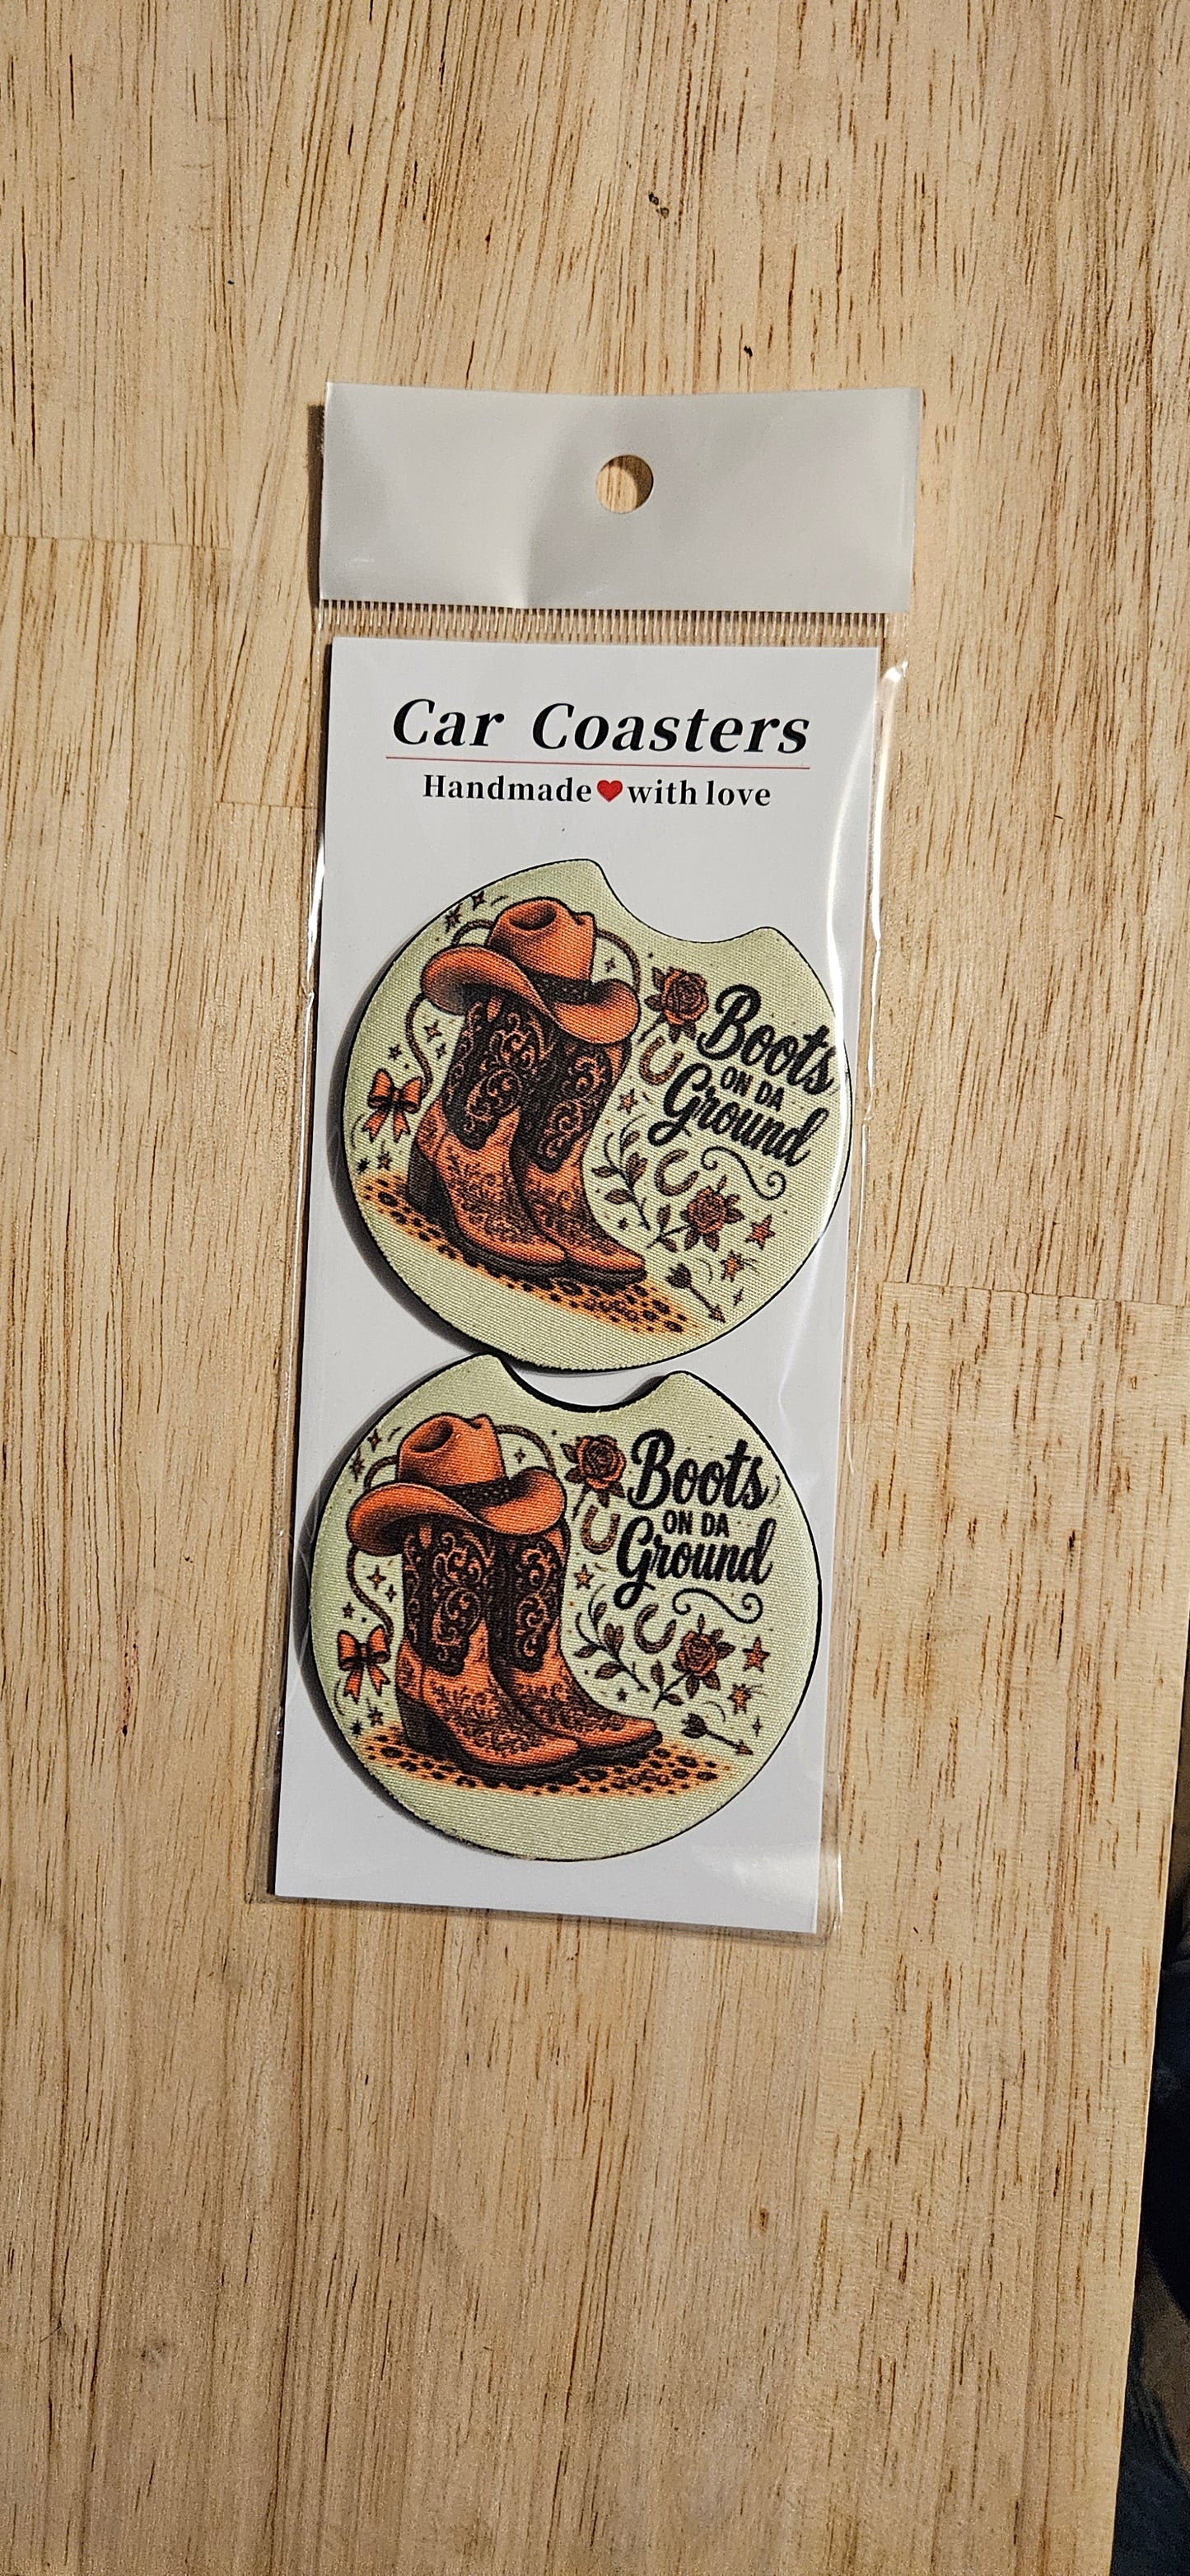 Car Coasters
Handmade❤with love
Boots
ON DA
Ground
Boots
ON DA
Ground